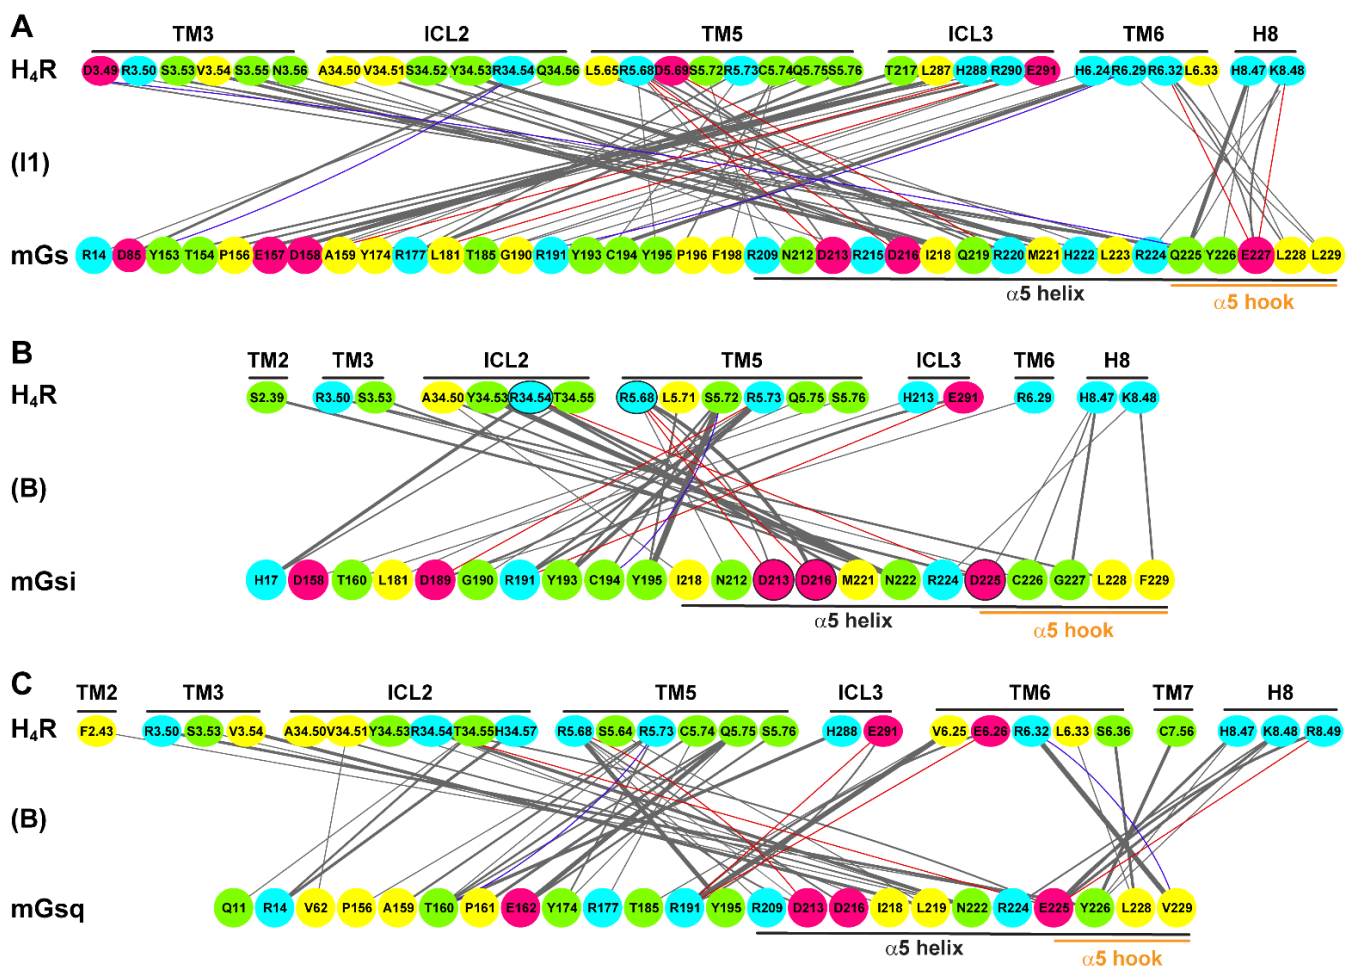 A
TM3 ICL2 TM5 ICL3 TM6 H8
H₄R D3.49 R3.50 S3.53 V3.54 S3.55 N3.56 A34.50 V34.51 S34.52 Y34.53 R34.54 Q34.56 L5.65 R5.68 D5.69 S5.72 R5.73 C5.74 Q5.75 S5.76 T217 L287 H288 R290 E291 H6.24 R6.29 R6.32 L6.33 H8.47 K8.48
(I1)
mGs R14 D85 Y153 T154 P156 E157 D158 A159 Y174 R177 L181 T185 G190 R191 Y193 C194 Y195 P196 F198 R209 N212 D213 R215 D216 I218 Q219 R220 M221 H222 L223 R224 Q225 Y226 E227 L228 L229
α5 helix α5 hook
B
TM2 TM3 ICL2 TM5 ICL3 TM6 H8
H₄R S2.39 R3.50 S3.53 A34.50 Y34.53 R34.54 T34.55 R5.68 L5.71 S5.72 R5.73 Q5.75 S5.76 H213 E291 R6.29 H8.47 K8.48
(B)
mGsi H17 D158 T160 L181 D189 G190 R191 Y193 C194 Y195 I218 N212 D213 D216 M221 N222 R224 D225 C226 G227 L228 F229
α5 helix α5 hook
C
TM2 TM3 ICL2 TM5 ICL3 TM6 TM7 H8
H₄R F2.43 R3.50 S3.53 V3.54 A34.50 V34.51 Y34.53 R34.54 T34.55 H34.57 R5.68 S5.64 R5.73 C5.74 Q5.75 S5.76 H288 E291 V6.25 E6.26 R6.32 L6.33 S6.36 C7.56 H8.47 K8.48 R8.49
(B)
mGsq Q11 R14 V62 P156 A159 T160 P161 E162 Y174 R177 T185 R191 Y195 R209 D213 D216 I218 L219 N222 R224 E225 Y226 L228 V229
α5 helix α5 hook